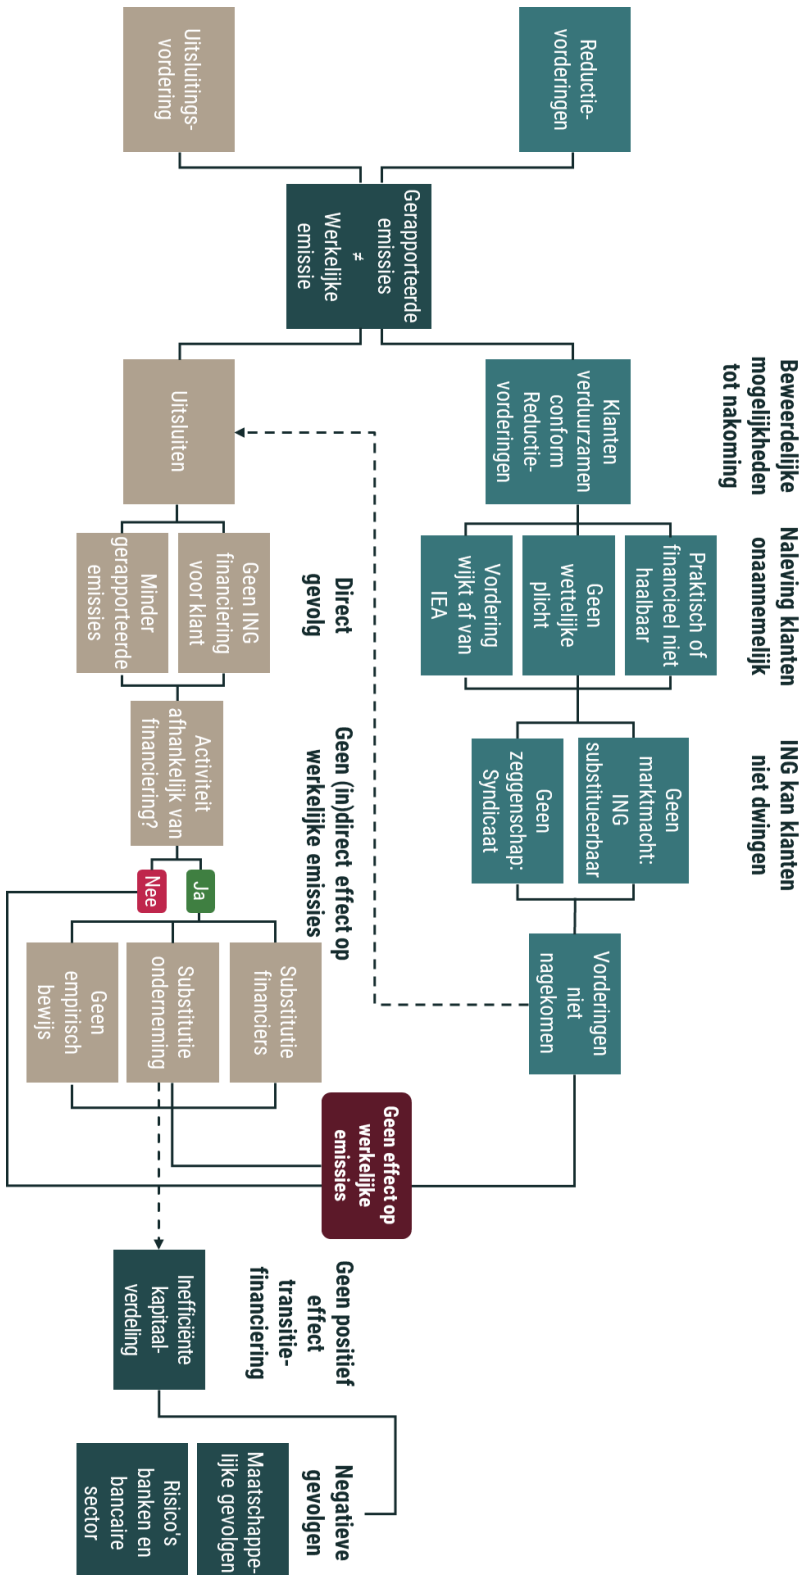 Reductie-
vorderingen
Uitsluitings-
vordering
Gerapporteerde
emissies
≠
Werkelijke
emissie
Beweerdelijke
mogelijkheden
tot nakoming
Klanten
verduurzamen
conform
Reductie-
vorderingen
Uitsluiten
Naleving klanten
onaannemelijk
Praktisch of
financieel niet
haalbaar
Geen
wettelijke
plicht
Vordering
wijkt af van
IEA
Direct
gevolg
Geen ING
financiering
voor klant
Minder
gerapporteerde
emissies
ING kan klanten
niet dwingen
Geen
marktmacht:
ING
substitueerbaar
Geen
zeggenschap:
Syndicaat
Geen (in)direct effect op
werkelijke emissies
Activiteit
afhankelijk van
financiering?
Ja
Nee
Vorderingen
niet
nagekomen
Substitutie
financiers
Substitutie
onderneming
Geen
empirisch
bewijs
Geen effect op
werkelijke
emissies
Geen positief
effect
transitie-
financiering
Inefficiënte
kapitaal-
verdeling
Negatieve
gevolgen
Maatschappe-
lijke gevolgen
Risico's
banken en
bancaire
sector